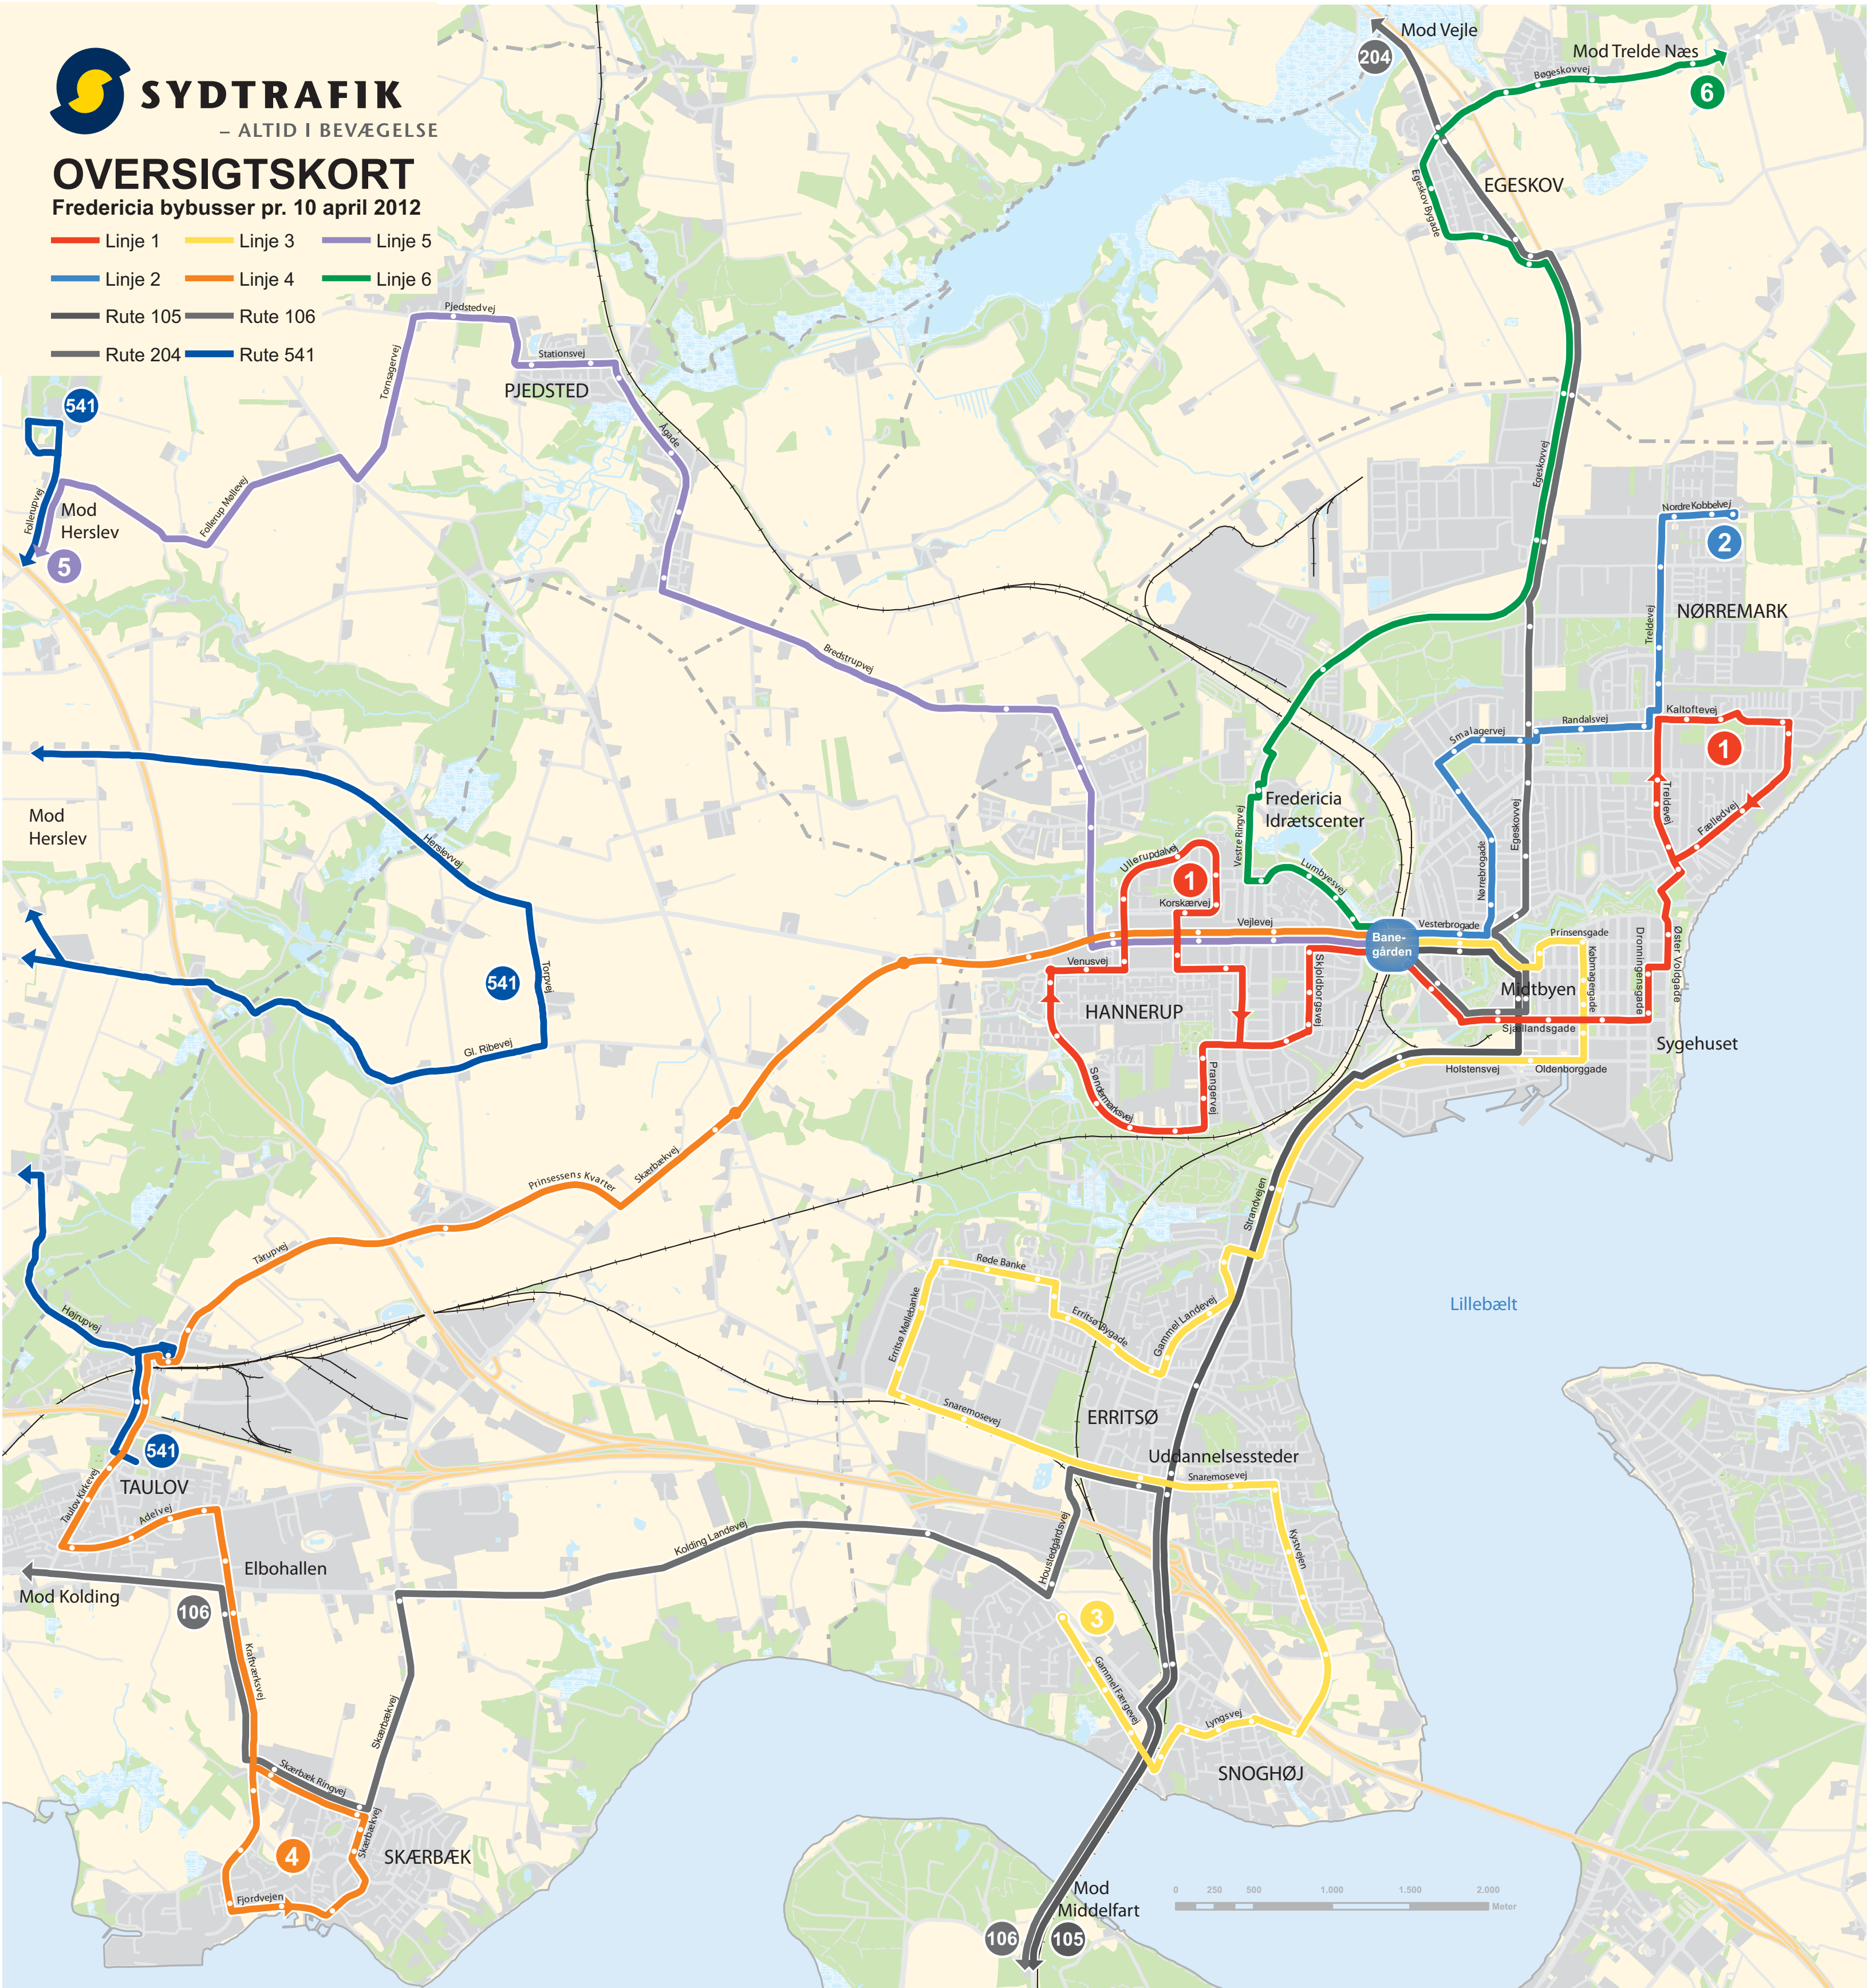 SYDTRAFIK
– ALTID I BEVÆGELSE
OVERSIGTSKORT
Fredericia bybusser pr. 10 april 2012
Linje 1
Linje 3
Linje 5
Linje 2
Linje 4
Linje 6
Rute 105
Rute 106
Rute 204
Rute 541
Mod Vejle
204
Mod Trelde Næs
Bøgeskovvej
6
EGESKOV
Egeskov Bygade
Pjedstedvej
Stationsvej
PJEDSTED
Tornsagervej
Ågade
541
Follerupvej
Mod
Herslev
5
Follerup Møllevej
Egeskovvej
Nordre Kobbelvej
2
NØRREMARK
Treldevej
Bredstrupvej
Kaltoftevej
Randalsvej
Smalagervej
1
Treldevej
Fælledvej
Mod
Herslev
Herslevvej
Fredericia
Idrætscenter
Vestre Ringvej
Egeskovvej
Nørrebrogade
Ullerupdalvej
1
Lumbyesvej
Korskærvej
Vejlevej
Vesterbrogade
Bane-
gården
Prinsensgade
Købmagergade
Dronningensgade
Øster Voldgade
Venusvej
Skjoldborgsvej
541
Torpvej
HANNERUP
Midtbyen
Sjællandsgade
Sygehuset
Gl. Ribevej
Søndermarksvej
Prangervej
Holstensvej
Oldenborggade
Skærbækvej
Prinsessens Kvarter
Strandvejen
Tårupvej
Røde Banke
Erritsø Møllebanke
Erritsø Bygade
Gammel Landevej
Lillebælt
Højrupvej
Snaremosevej
ERRITSØ
Uddannelsessteder
Snaremosevej
541
TAULOV
Taulov Kirkevej
Adelvej
Kystvejen
Houstedgårdsvej
Kolding Landevej
Elbohallen
Mod Kolding
106
3
Kraftværksvej
Gammel Færgevej
Skærbækvej
Lyngsvej
SNOGHØJ
Skærbæk Ringvej
Skærbækvej
4
SKÆRBÆK
Fjordvejen
Mod
Middelfart
0
250
500
1.000
1.500
2.000
Meter
106
105